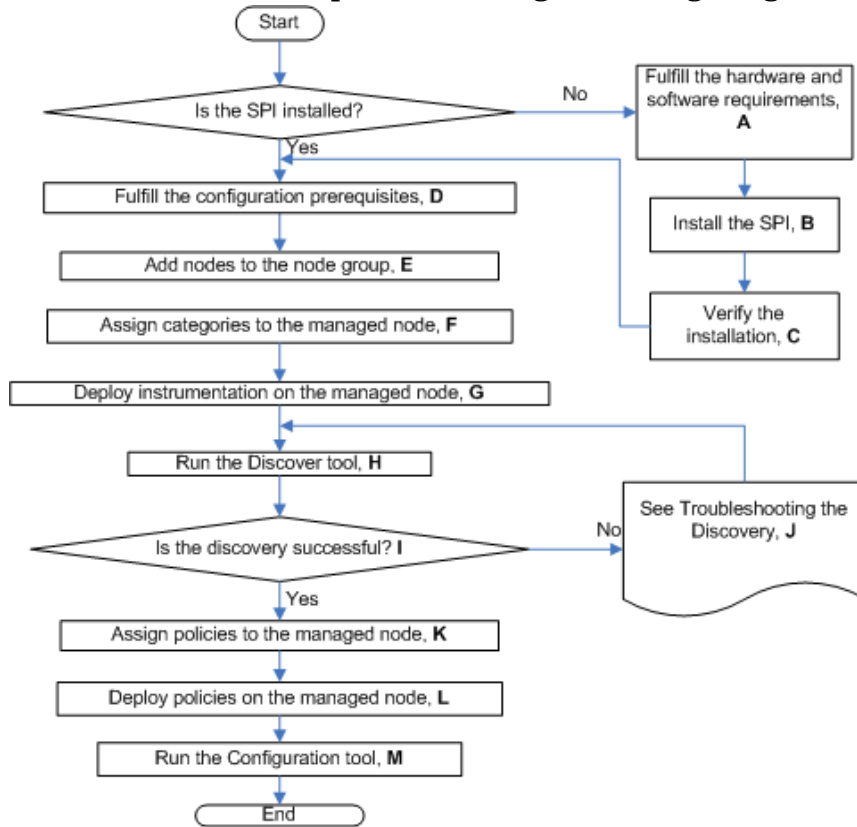 Start
Is the SPI installed?
No
Fulfill the hardware and
software requirements,
A
Yes
Fulfill the configuration prerequisites, D
Install the SPI, B
Add nodes to the node group, E
Verify the
installation, C
Assign categories to the managed node, F
Deploy instrumentation on the managed node, G
Run the Discover tool, H
See Troubleshooting the
Discovery, J
No
Is the discovery successful? I
Yes
Assign policies to the managed node, K
Deploy policies on the managed node, L
Run the Configuration tool, M
End